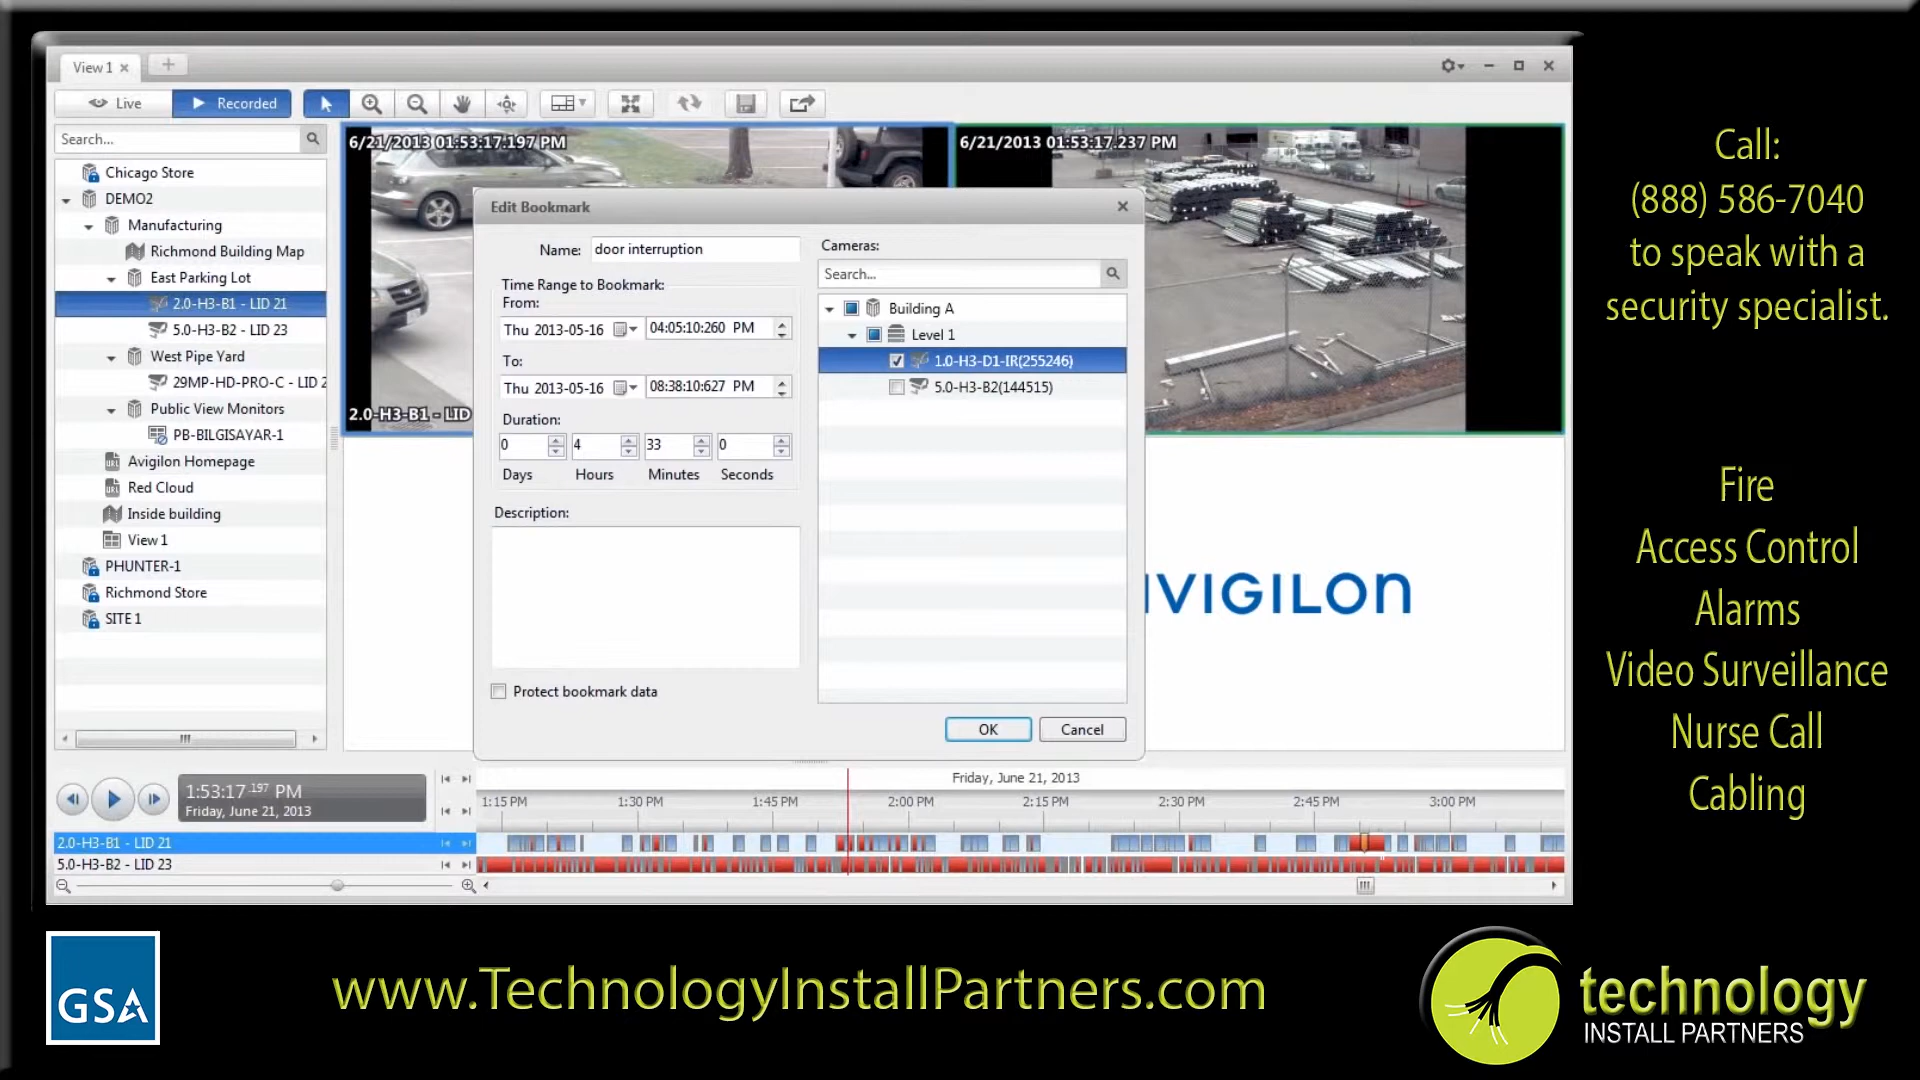 View 1
Live
Recorded
Search...
Chicago Store
DEMO2
Manufacturing
Richmond Building Map
East Parking Lot
2.0-H3-B1 - LID 21
5.0-H3-B2 - LID 23
West Pipe Yard
29MP-HD-PRO-C - LID 2
Public View Monitors
PB-BILGISAYAR-1
Avigilon Homepage
Red Cloud
Inside building
View 1
PHUNTER-1
Richmond Store
SITE 1
6/21/2013 01:53:17.197 PM
2.0-H3-B1 - LID
6/21/2013 01:53:17.237 PM
Edit Bookmark
Name: door interruption
Time Range to Bookmark:
From:
Thu 2013-05-16 04:05:10:260 PM
To:
Thu 2013-05-16 08:38:10:627 PM
Duration:
0 4 33 0
Days Hours Minutes Seconds
Description:
Protect bookmark data
Cameras:
Search...
Building A
Level 1
1.0-H3-D1-IR(255246)
5.0-H3-B2(144515)
OK Cancel
VIGILON
1:53:17.197 PM
Friday, June 21, 2013
Friday, June 21, 2013
1:15 PM 1:30 PM 1:45 PM 2:00 PM 2:15 PM 2:30 PM 2:45 PM 3:00 PM
2.0-H3-B1 - LID 21
5.0-H3-B2 - LID 23
Call:
(888) 586-7040
to speak with a
security specialist.
Fire
Access Control
Alarms
Video Surveillance
Nurse Call
Cabling
GSA
www.TechnologyInstallPartners.com
technology
INSTALL PARTNERS